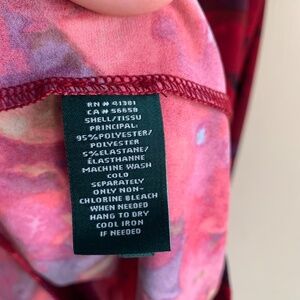 RN# 41381
CA# 56658
SHELL/TISSU
PRINCIPAL:
95%POLYESTER/
POLYESTER
5%ELASTANE/
ÉLASTHANNE
MACHINE WASH
COLD
SEPARATELY
ONLY NON-
CHLORINE BLEACH
WHEN NEEDED
HANG TO DRY
COOL IRON
IF NEEDED